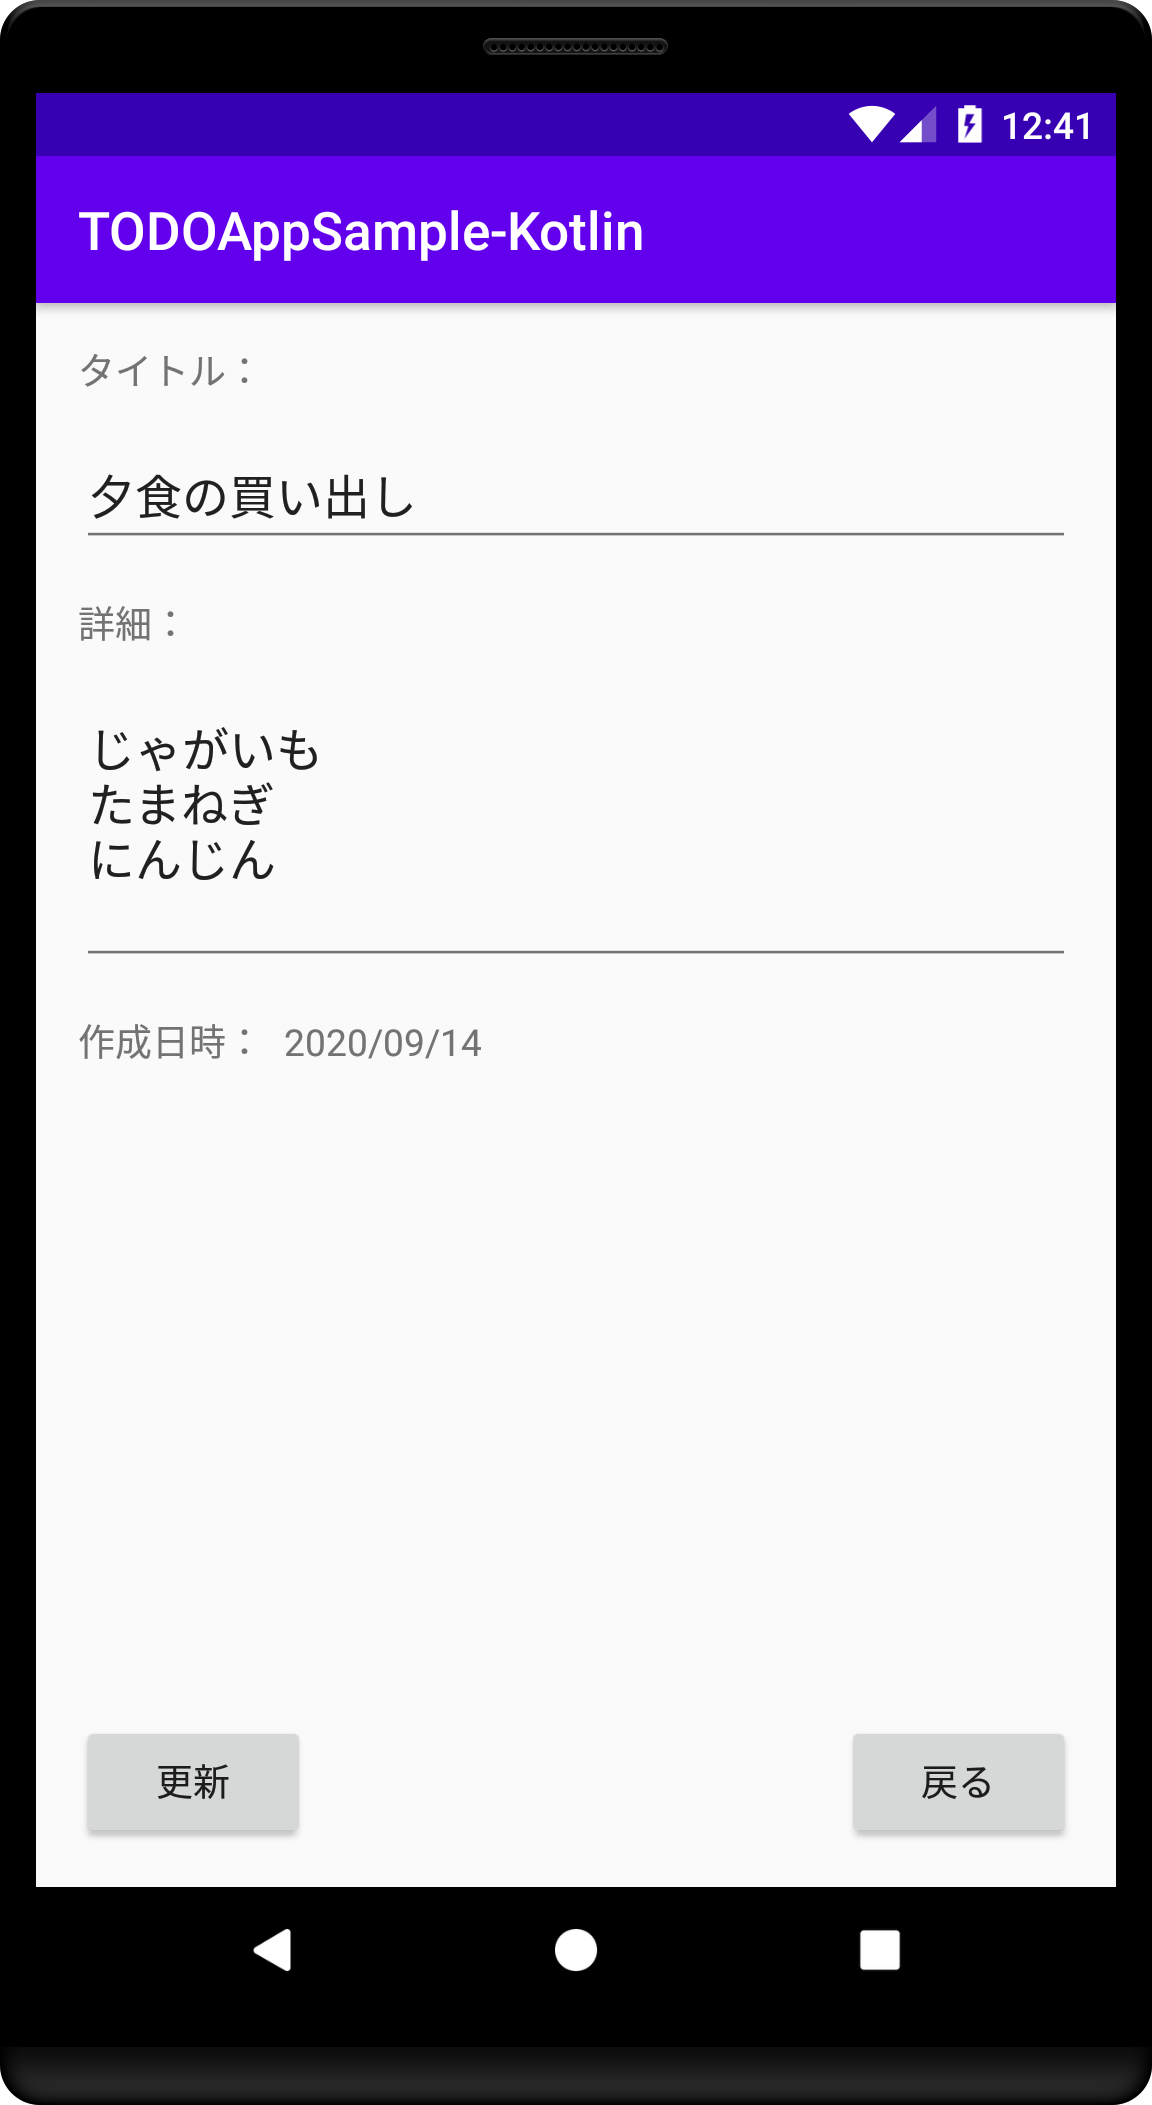 12:41
TODOAppSample-Kotlin
タイトル：
夕食の買い出し
詳細：
じゃがいも
たまねぎ
にんじん
作成日時： 2020/09/14
更新 戻る